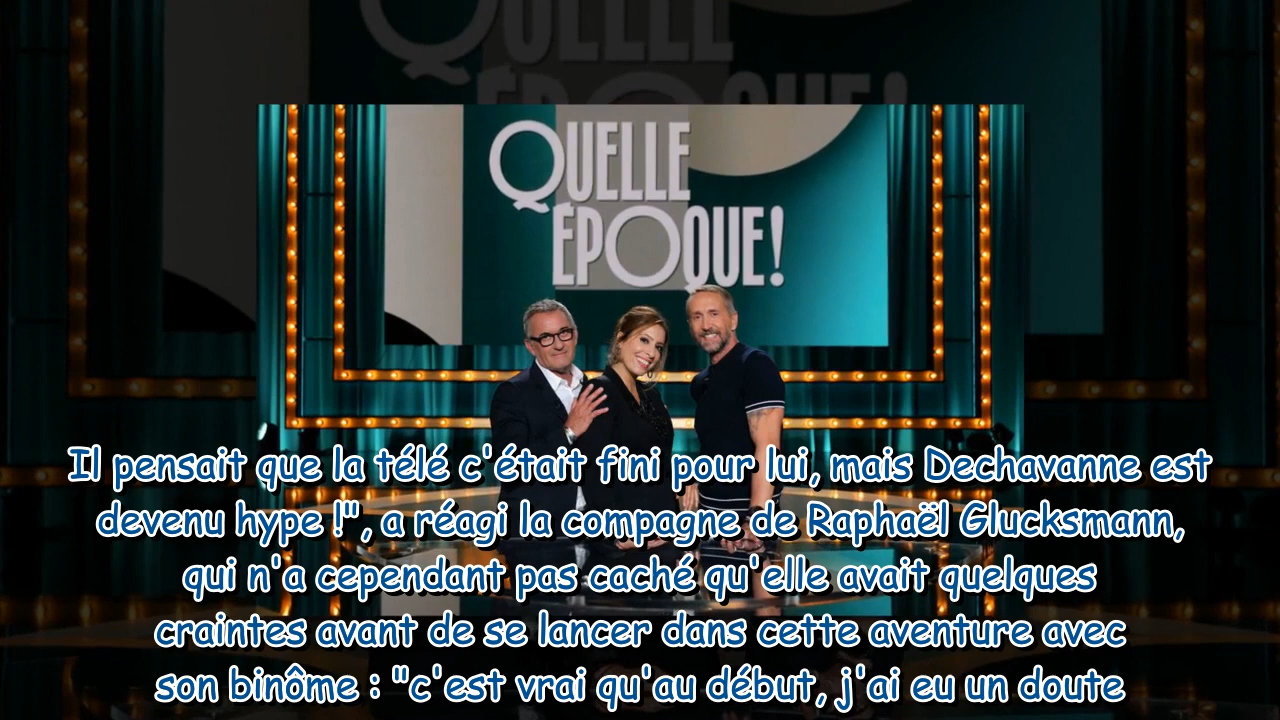 QUELLE
ÉPOQUE!
QUELLE
ÉPOQUE!
Il pensait que la télé c'était fini pour lui, mais Dechavanne est
devenu hype !", a réagi la compagne de Raphaël Glucksmann,
qui n'a cependant pas caché qu'elle avait quelques
craintes avant de se lancer dans cette aventure avec
son binôme : "c'est vrai qu'au début, j'ai eu un doute